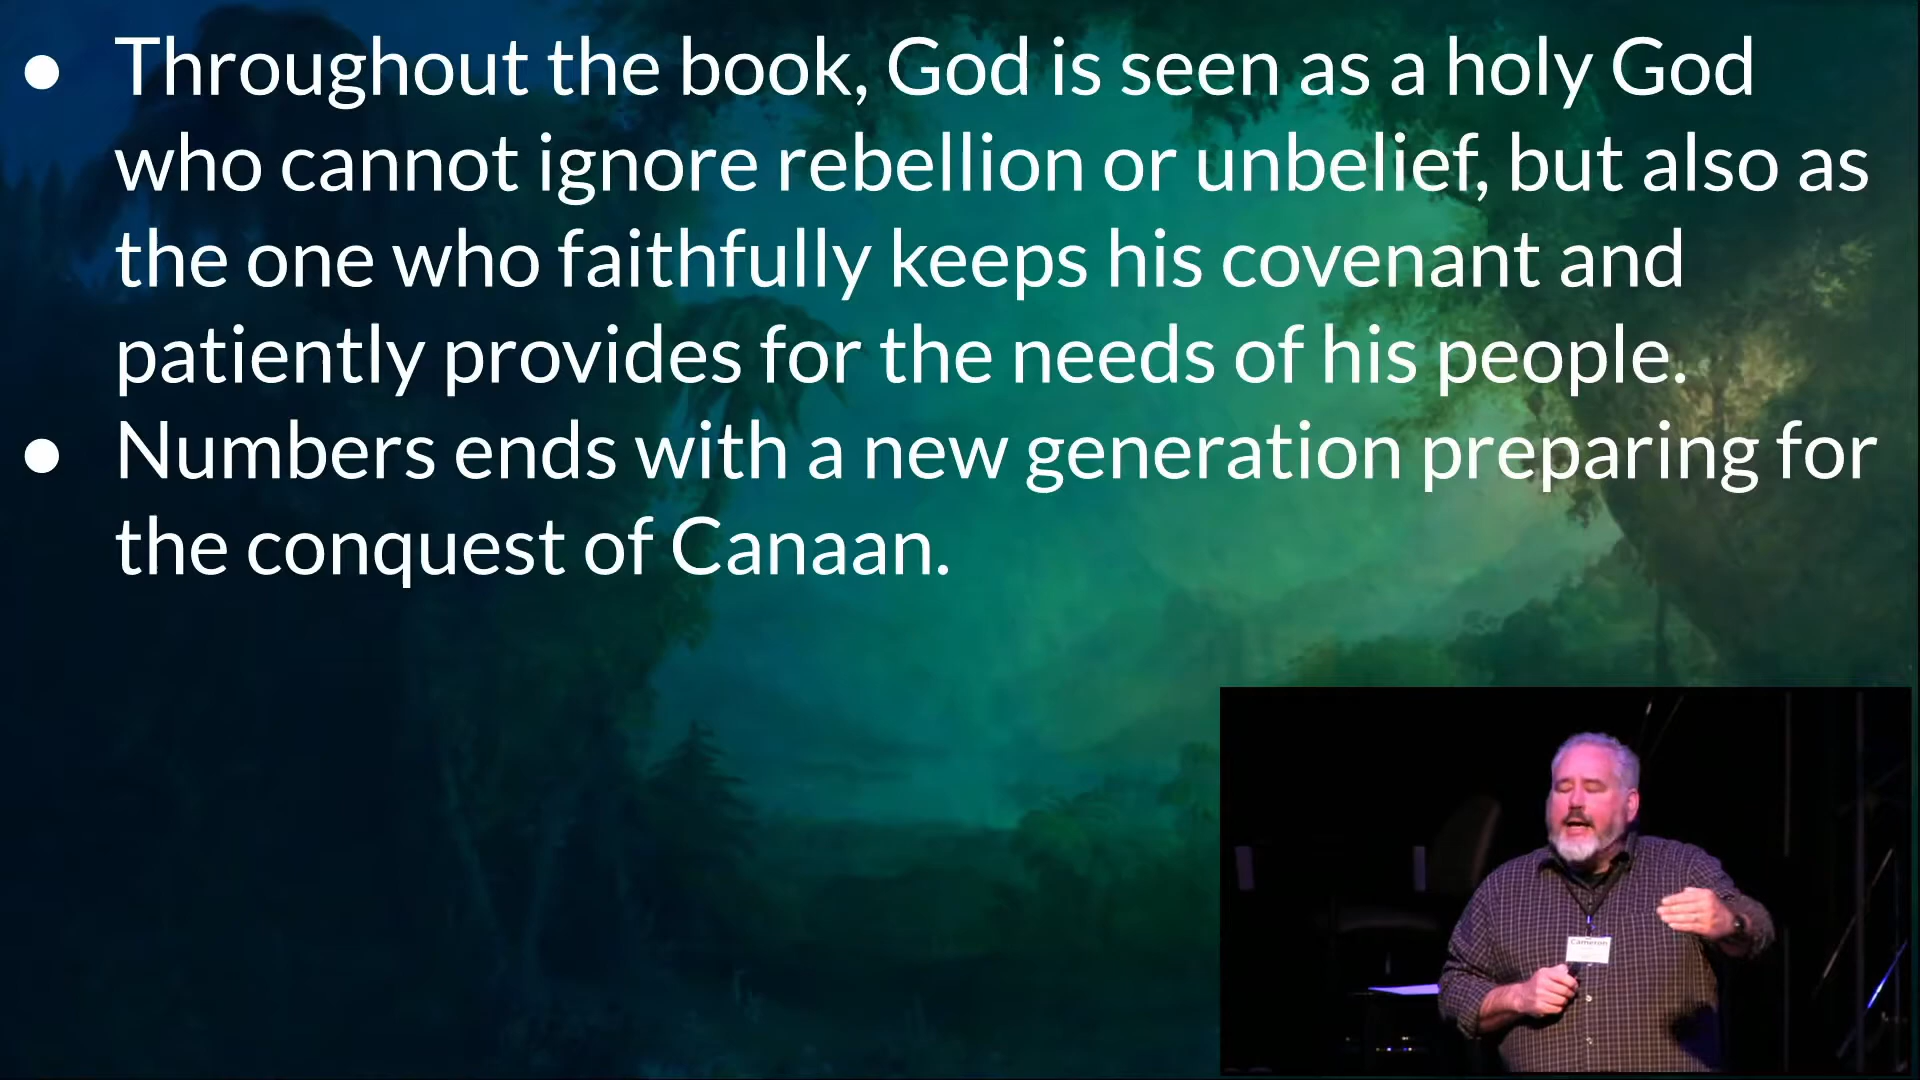 ● Throughout the book, God is seen as a holy God
who cannot ignore rebellion or unbelief, but also as
the one who faithfully keeps his covenant and
patiently provides for the needs of his people.
● Numbers ends with a new generation preparing for
the conquest of Canaan.
Cameron